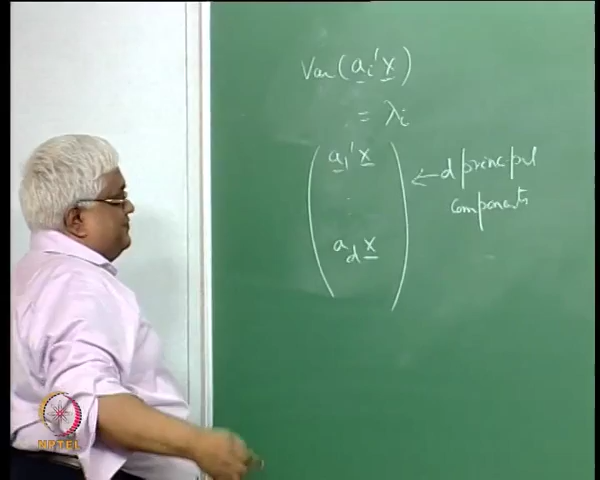 Var(a_i'x)
= λ_i
a_1'x
.
.
a_d x
← d principal
components
NPTEL